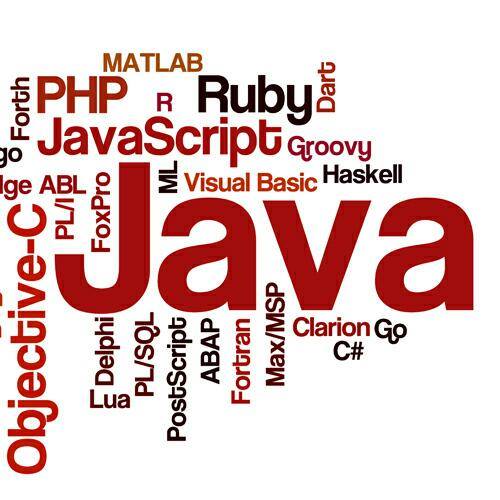 MATLAB
Forth
PHP
R
Ruby
Dart
go
JavaScript
Groovy
dge ABL
PL/I
FoxPro
ML
Visual Basic
Haskell
Java
Objective-C
Delphi
Lua
PL/SQL
PostScript
ABAP
Fortran
Max/MSP
Clarion
Go
C#